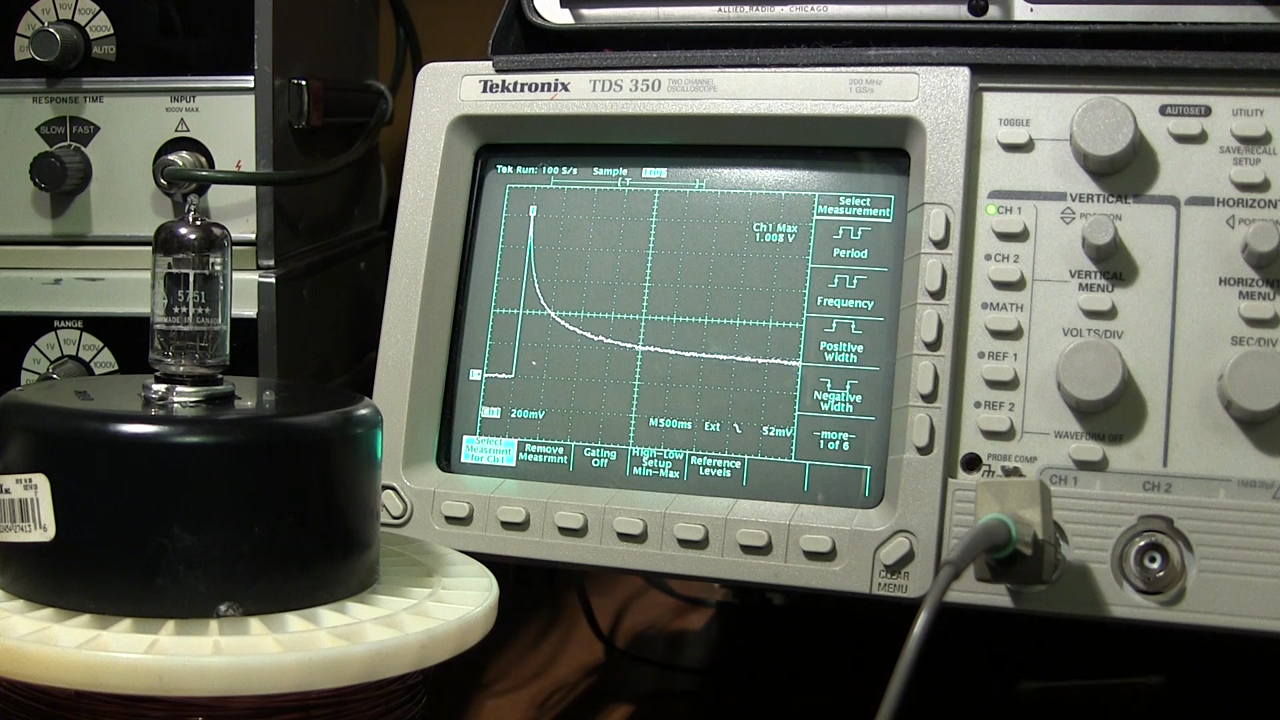 ALLIED RADIO • CHICAGO
1V
10V
100V
1000V
AUTO
RESPONSE TIME
SLOW
FAST
INPUT
1000V MAX
RANGE
1V
10V
100V
1000V
5751
MADE IN CANADA
Tektronix TDS 350 TWO CHANNEL OSCILLOSCOPE
200 MHz
1 GS/s
Tek Run: 100 S/s Sample
Ch1 Max
1.008 V
Select Measurement
Period
Frequency
Positive Width
Negative Width
-more-
1 of 6
Ch1 200mV
M500ms Ext 52mV
Select Measrmnt for Ch1
Remove Measrmnt
Gating Off
High-Low Setup Min-Max
Reference Levels
CLEAR MENU
TOGGLE
AUTOSET
UTILITY
SAVE/RECALL SETUP
VERTICAL
POSITION
CH 1
CH 2
MATH
REF 1
REF 2
VERTICAL MENU
VOLTS/DIV
WAVEFORM OFF
HORIZONT
POSITIO
HORIZON
MENU
SEC/DIV
PROBE COMP
CH 1
CH 2